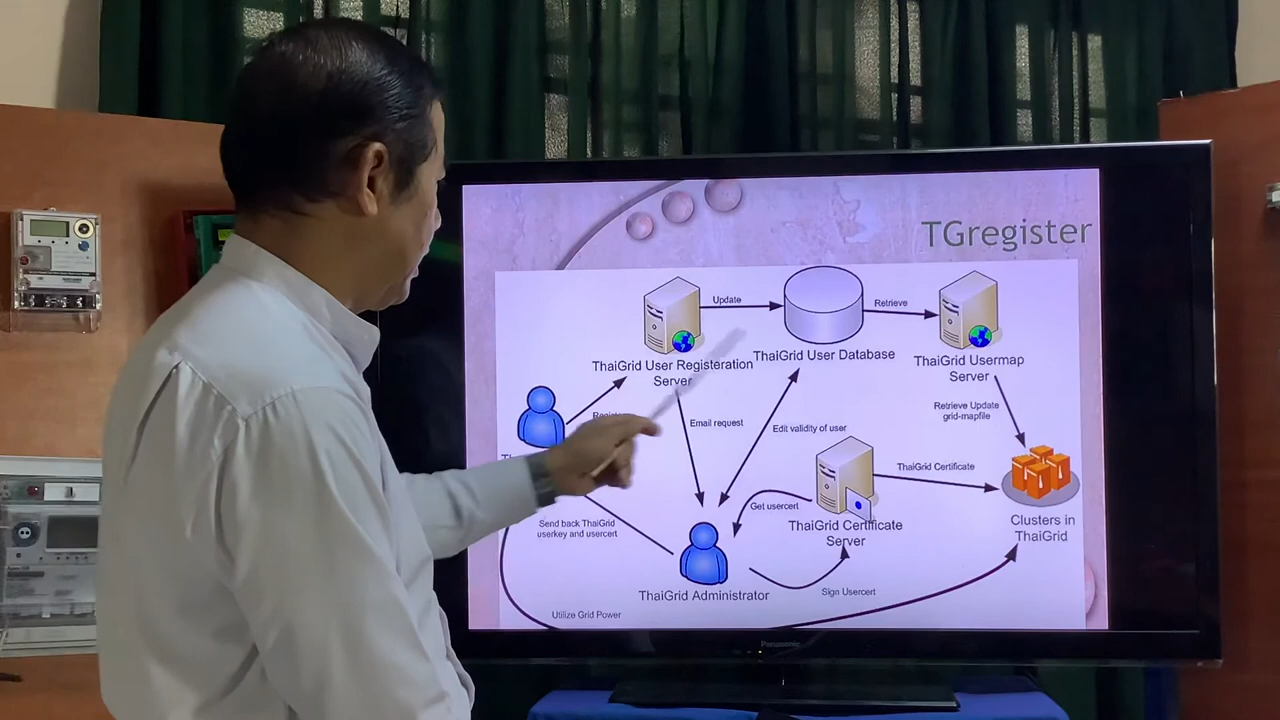 TGregister
Update
Retrieve
ThaiGrid User Registeration
Server
ThaiGrid User Database
ThaiGrid Usermap
Server
Email request
Edit validity of user
Retrieve Update
grid-mapfile
ThaiGrid Certificate
Get usercert
ThaiGrid Certificate
Server
Clusters in
ThaiGrid
Send back ThaiGrid
userkey and usercert
ThaiGrid Administrator
Sign Usercert
Utilize Grid Power
Panasonic